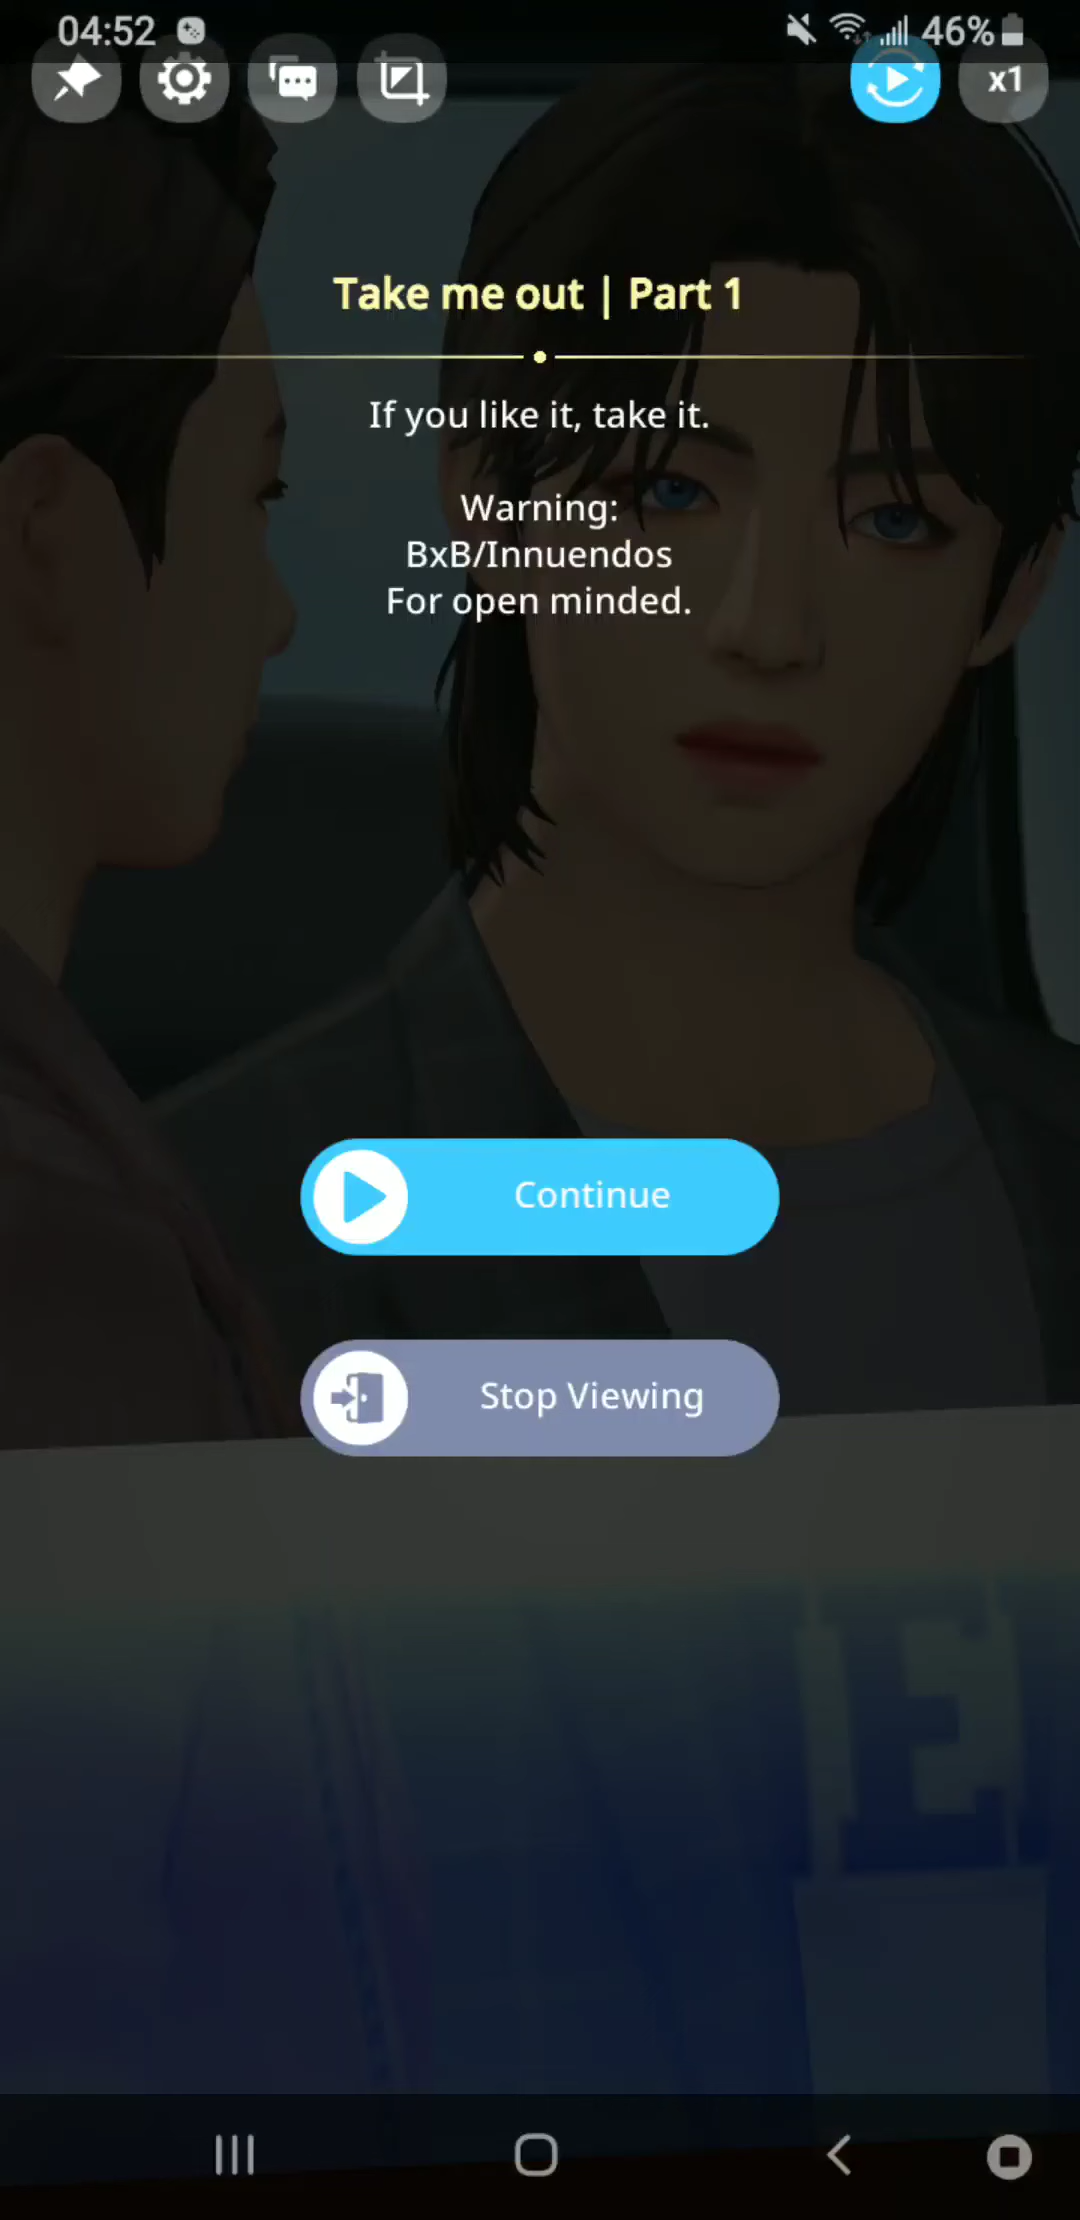 04:52
46%
x1
Take me out | Part 1
If you like it, take it.
Warning:
BxB/Innuendos
For open minded.
Continue
Stop Viewing
E